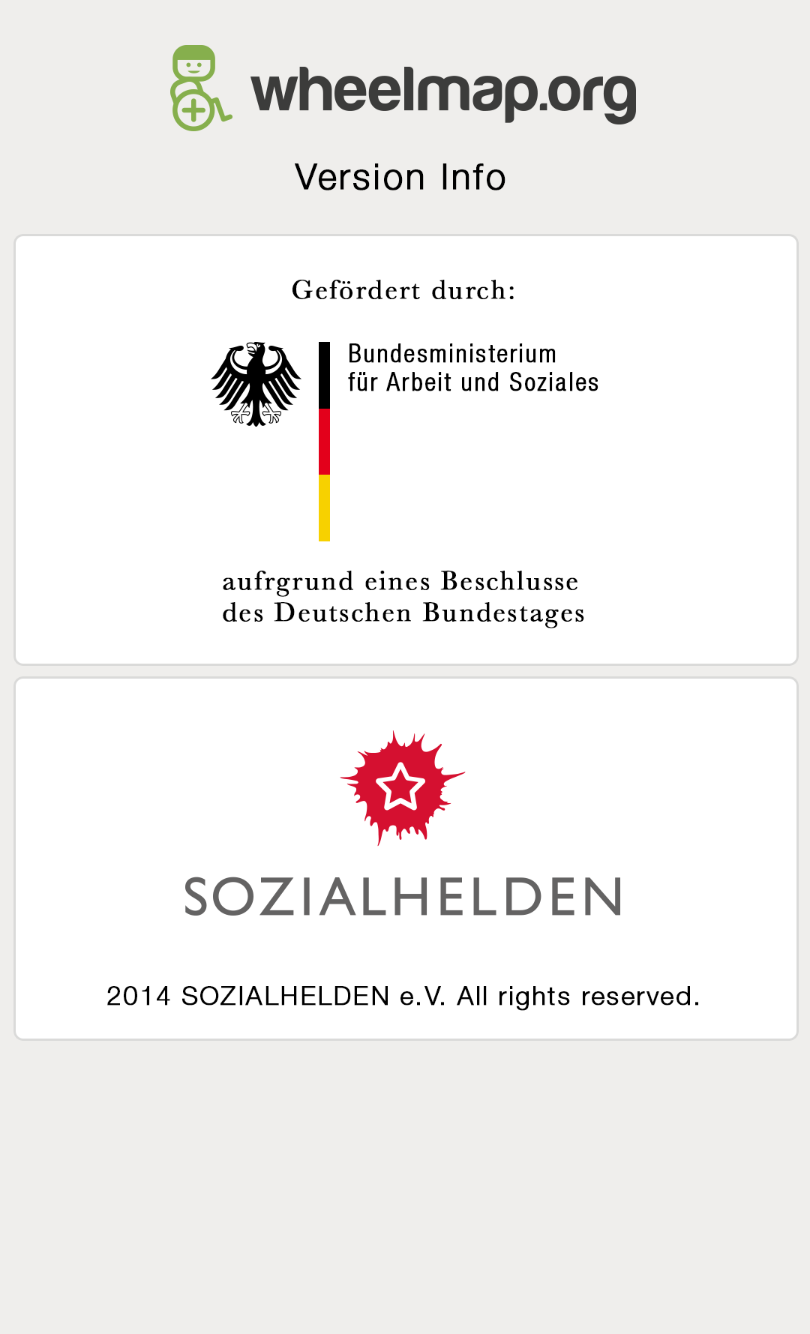 wheelmap.org
Version Info
Gefördert durch:
Bundesministerium
für Arbeit und Soziales
aufrgrund eines Beschlusse
des Deutschen Bundestages
SOZIALHELDEN
2014 SOZIALHELDEN e.V. All rights reserved.